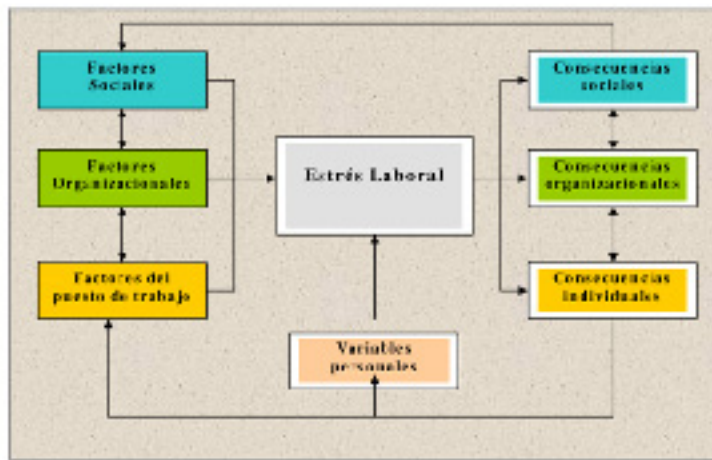 Factores
Sociales
Factores
Organizacionales
Factores del
puesto de trabajo
Estrés Laboral
Variables
personales
Consecuencias
sociales
Consecuencias
organizacionales
Consecuencias
individuales